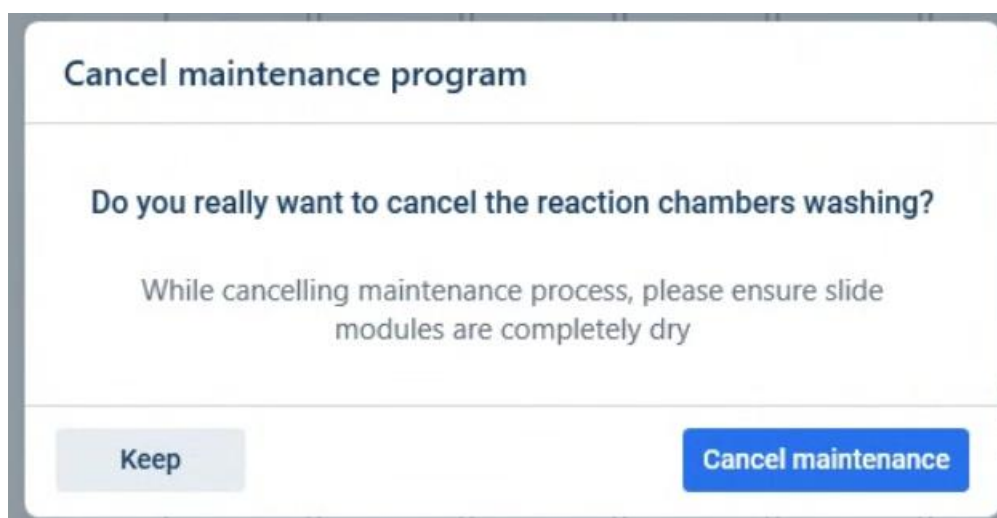 Cancel maintenance program
Do you really want to cancel the reaction chambers washing?
While cancelling maintenance process, please ensure slide
modules are completely dry
Keep
Cancel maintenance